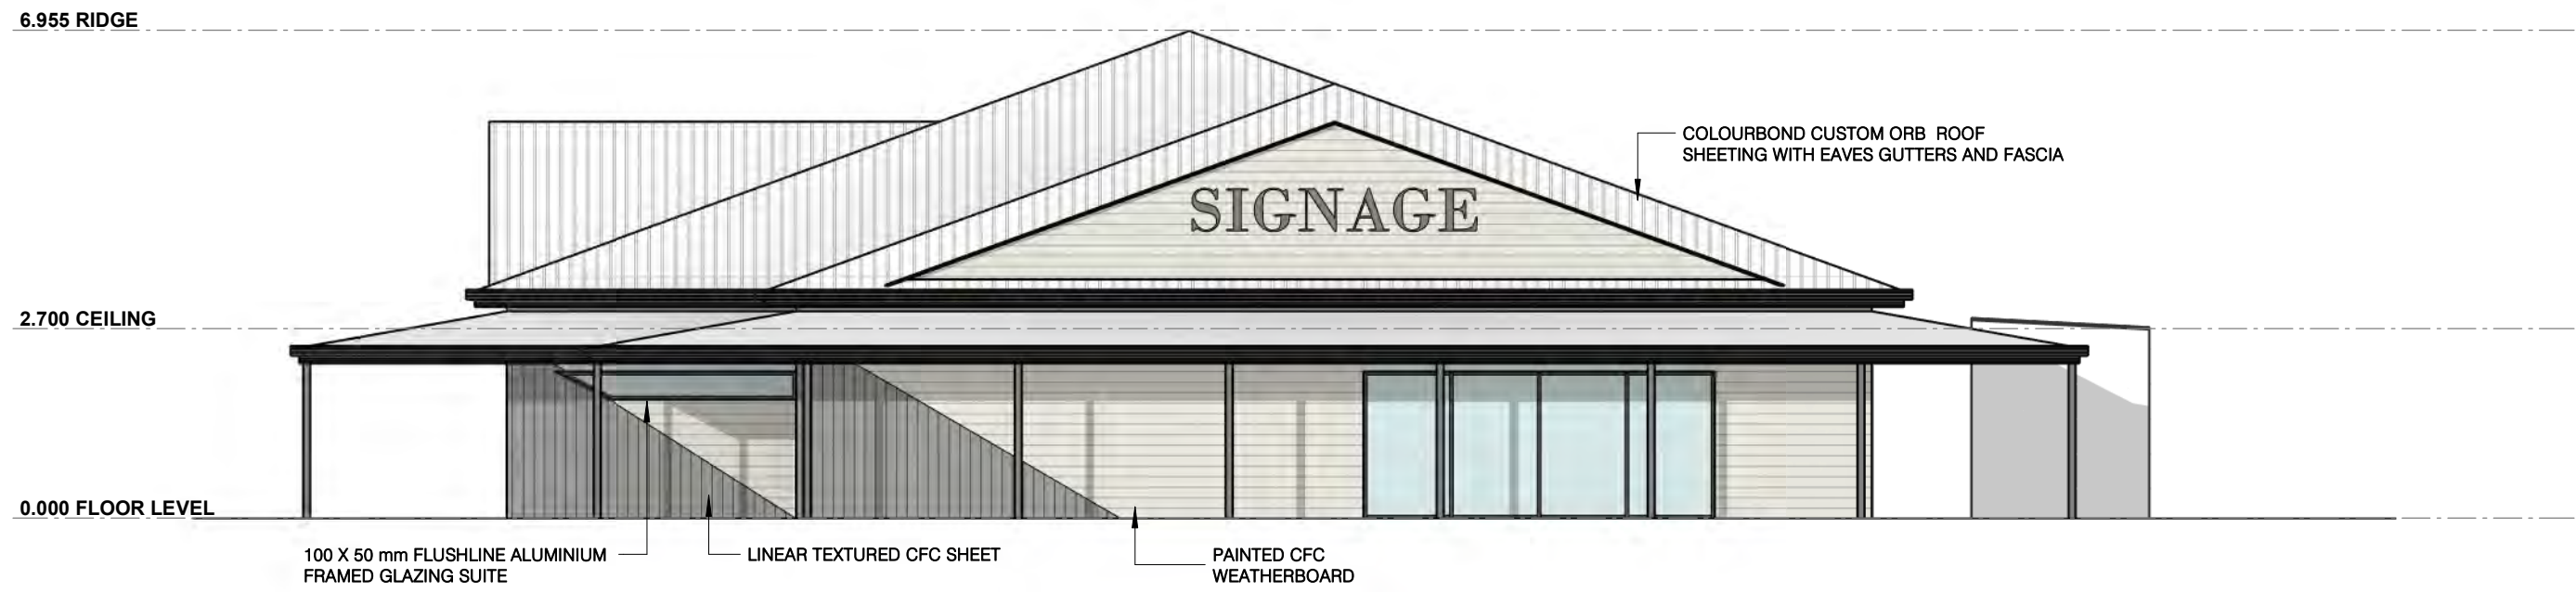 6.955 RIDGE
COLOURBOND CUSTOM ORB ROOF
SHEETING WITH EAVES GUTTERS AND FASCIA
SIGNAGE
2.700 CEILING
0.000 FLOOR LEVEL
100 X 50 mm FLUSHLINE ALUMINIUM
FRAMED GLAZING SUITE
LINEAR TEXTURED CFC SHEET
PAINTED CFC
WEATHERBOARD